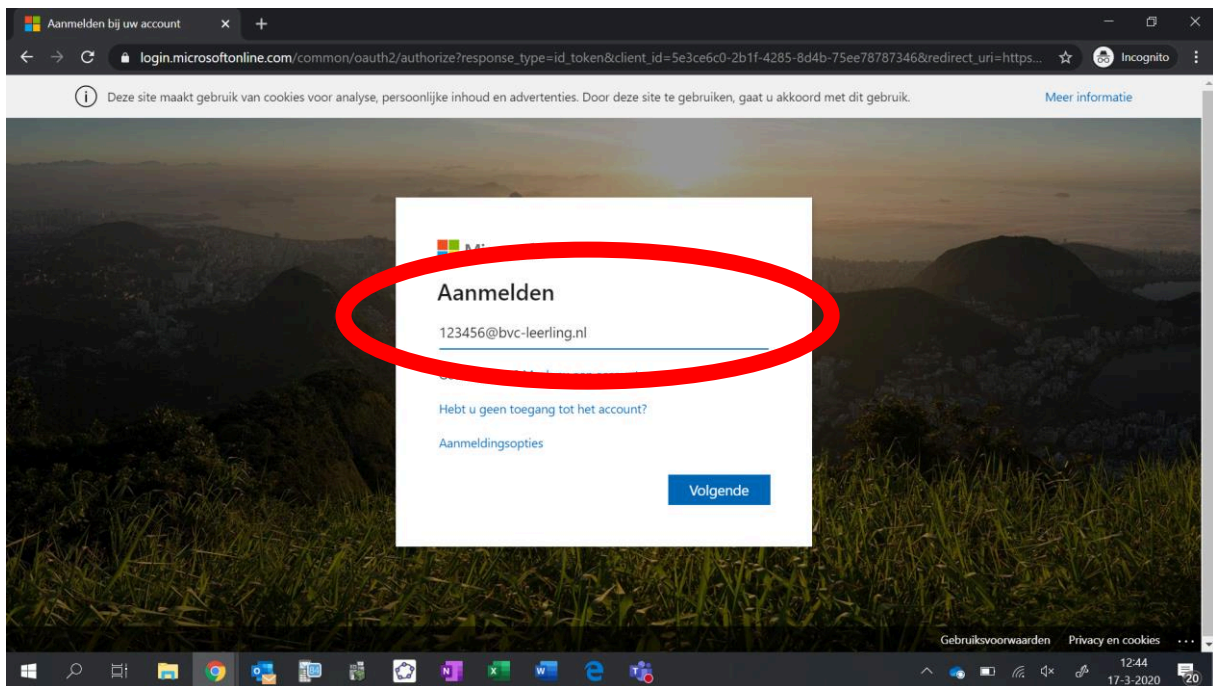 Aanmelden bij uw account
login.microsoftonline.com/common/oauth2/authorize?response_type=id_token&client_id=5e3ce6c0-2b1f-4285-8d4b-75ee78787346&redirect_uri=https... Incognito
Deze site maakt gebruik van cookies voor analyse, persoonlijke inhoud en advertenties. Door deze site te gebruiken, gaat u akkoord met dit gebruik. Meer informatie
Aanmelden
123456@bvc-leerling.nl
Hebt u geen toegang tot het account?
Aanmeldingsopties
Volgende
Gebruiksvoorwaarden Privacy en cookies ...
12:44
17-3-2020
20